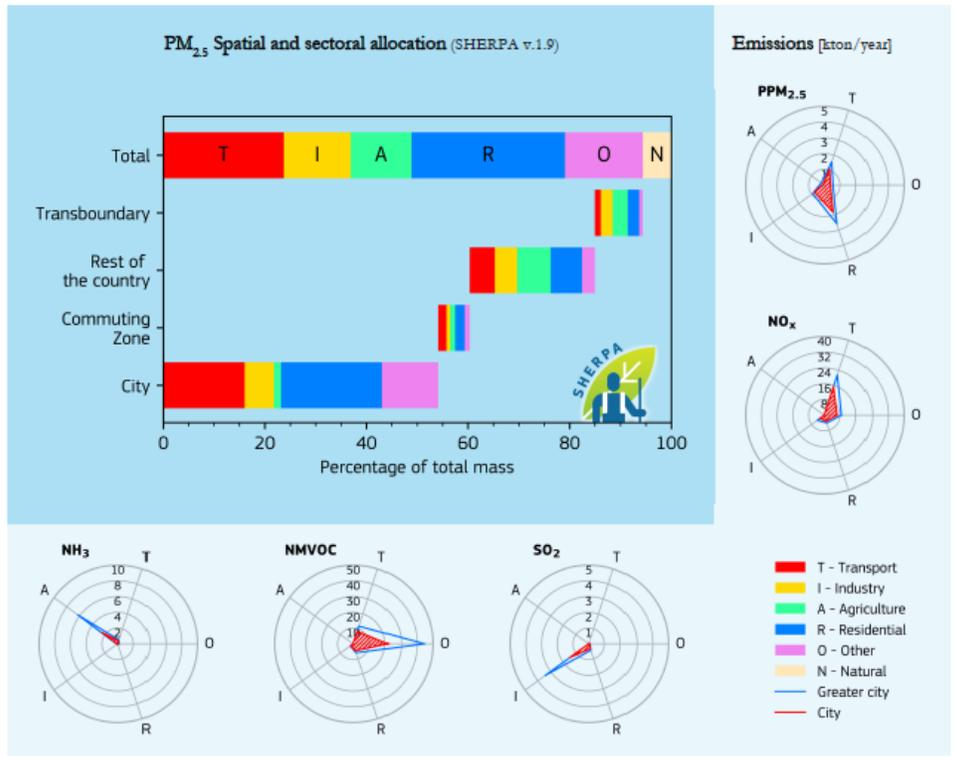 PM2.5 Spatial and sectoral allocation (SHERPA v.1.9)
Total
T I A R O N
Transboundary
Rest of
the country
Commuting
Zone
City
SHERPA
0 20 40 60 80 100
Percentage of total mass
Emissions [kton/year]
PPM2.5
T
A
O
I
R
5
4
3
2
1
NOx
T
A
O
I
R
40
32
24
16
8
NH3
T
A
O
I
R
10
8
6
4
2
NMVOC
T
A
O
I
R
50
40
30
20
10
SO2
T
A
O
I
R
5
4
3
2
1
T - Transport
I - Industry
A - Agriculture
R - Residential
O - Other
N - Natural
Greater city
City